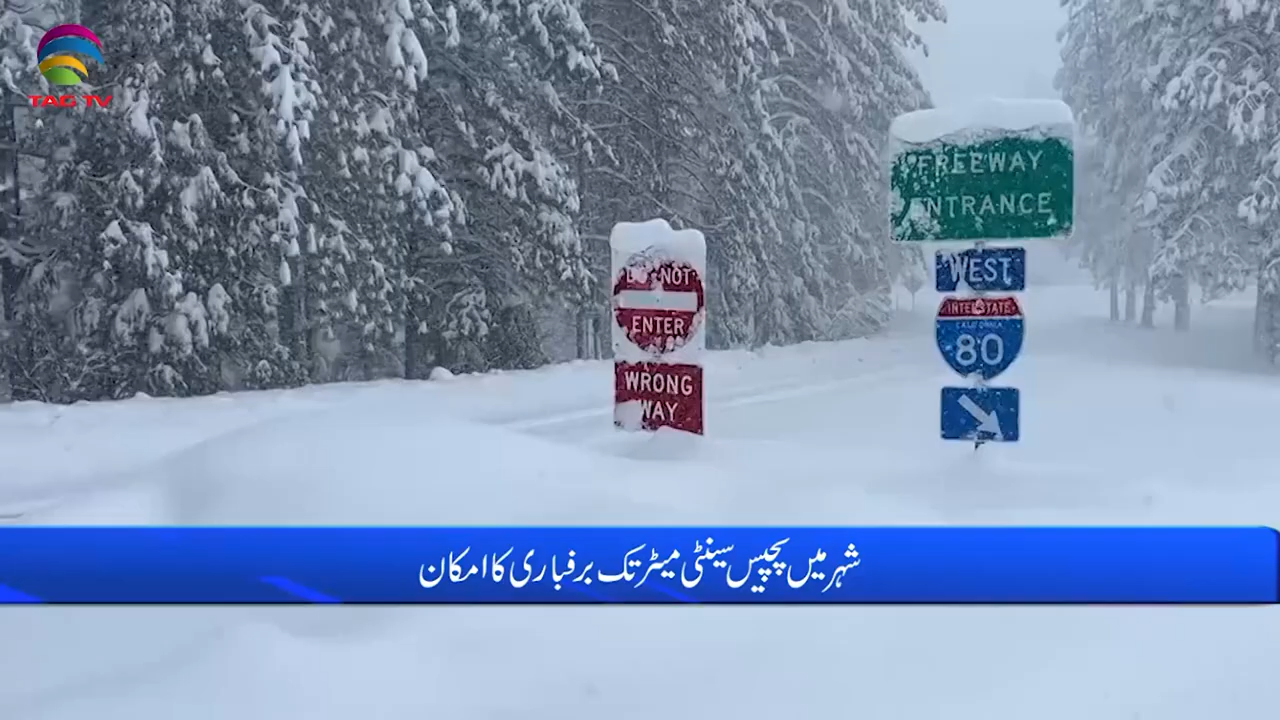 TAG TV
FREEWAY
ENTRANCE
WEST
INTERSTATE
CALIFORNIA
80
DO NOT
ENTER
WRONG
WAY
شہر میں پچیس سینٹی میٹر تک برفباری کا امکان